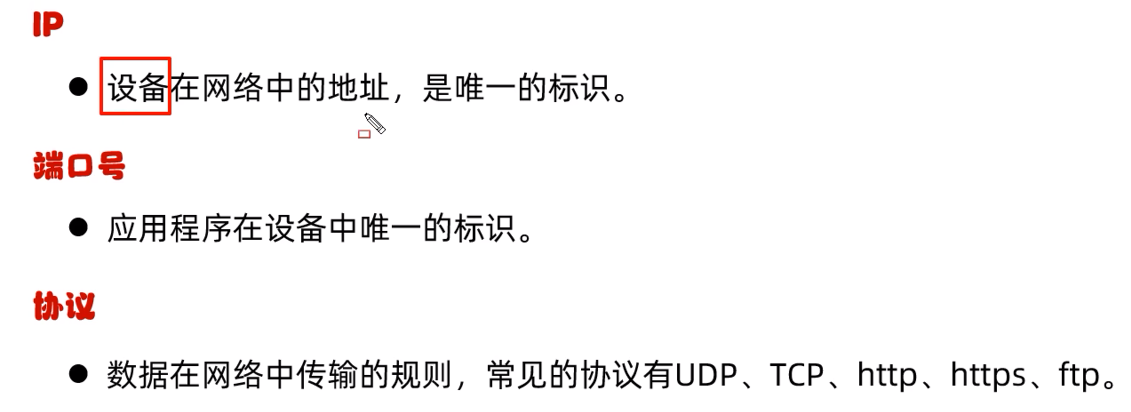 IP
● 设备在网络中的地址，是唯一的标识。
端口号
● 应用程序在设备中唯一的标识。
协议
● 数据在网络中传输的规则，常见的协议有UDP、TCP、http、https、ftp。